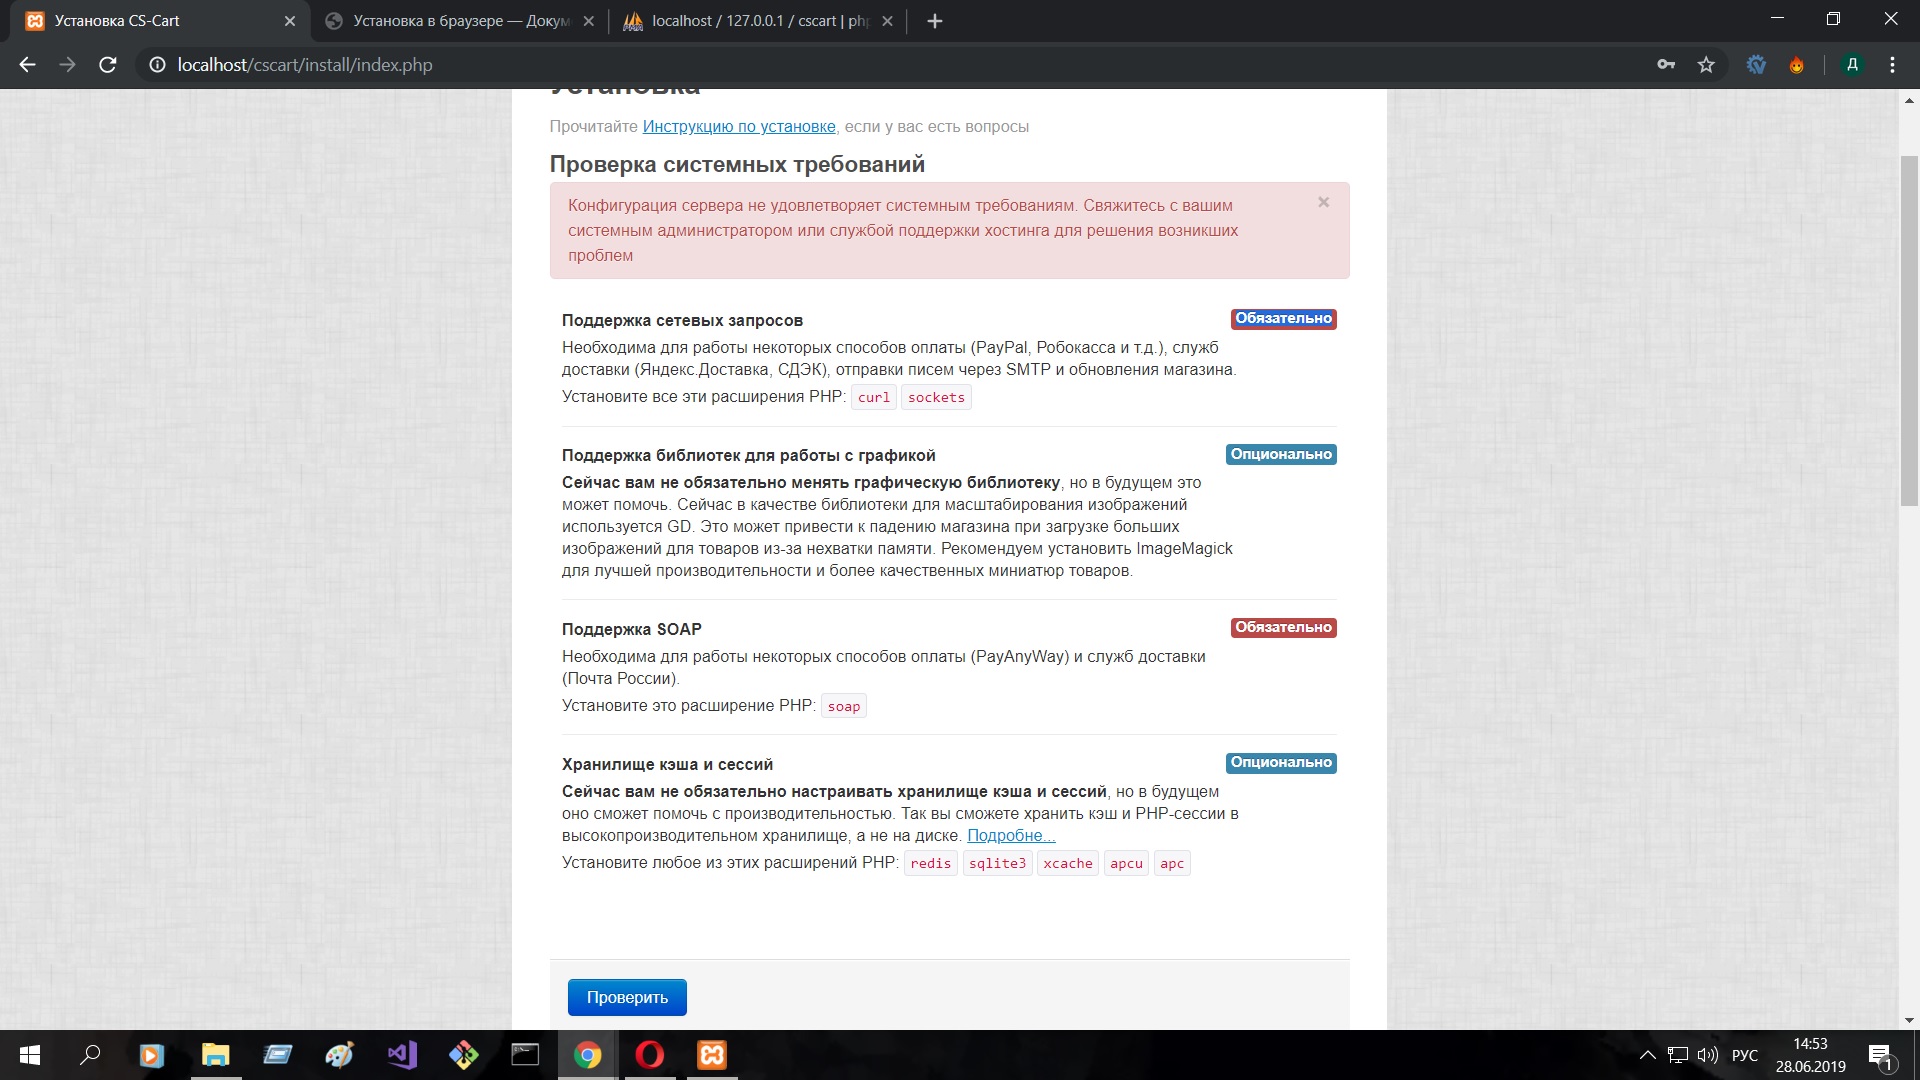 Установка CS-Cart
Установка в браузере — Докум
localhost / 127.0.0.1 / cscart | php
localhost/cscart/install/index.php
Д
Установка
Прочитайте Инструкцию по установке, если у вас есть вопросы
Проверка системных требований
Конфигурация сервера не удовлетворяет системным требованиям. Свяжитесь с вашим
системным администратором или службой поддержки хостинга для решения возникших
проблем
×
Поддержка сетевых запросов
Обязательно
Необходима для работы некоторых способов оплаты (PayPal, Робокасса и т.д.), служб
доставки (Яндекс.Доставка, СДЭК), отправки писем через SMTP и обновления магазина.
Установите все эти расширения PHP: curl sockets
Поддержка библиотек для работы с графикой
Опционально
Сейчас вам не обязательно менять графическую библиотеку, но в будущем это
может помочь. Сейчас в качестве библиотеки для масштабирования изображений
используется GD. Это может привести к падению магазина при загрузке больших
изображений для товаров из-за нехватки памяти. Рекомендуем установить ImageMagick
для лучшей производительности и более качественных миниатюр товаров.
Поддержка SOAP
Обязательно
Необходима для работы некоторых способов оплаты (PayAnyWay) и служб доставки
(Почта России).
Установите это расширение PHP: soap
Хранилище кэша и сессий
Опционально
Сейчас вам не обязательно настраивать хранилище кэша и сессий, но в будущем
оно сможет помочь с производительностью. Так вы сможете хранить кэш и PHP-сессии в
высокопроизводительном хранилище, а не на диске. Подробне...
Установите любое из этих расширений PHP: redis sqlite3 xcache apcu apc
Проверить
РУС
14:53
28.06.2019
1